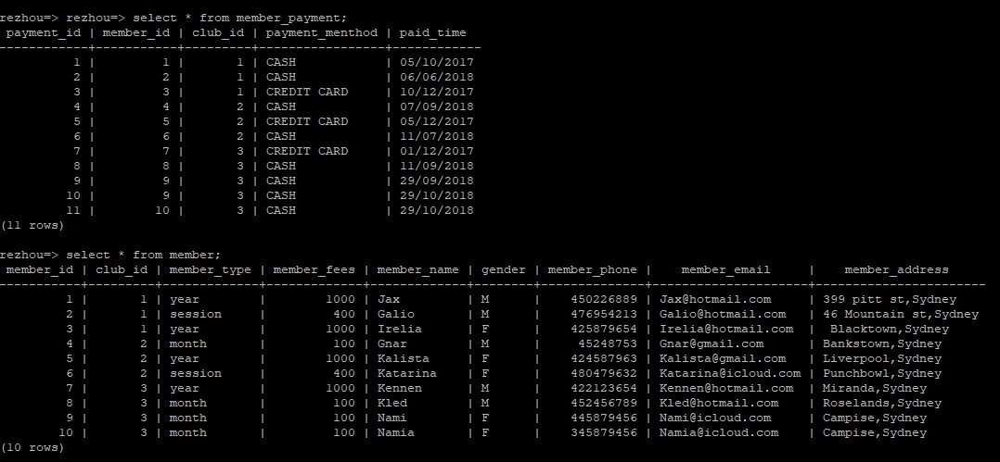 rezhou=> rezhou=> select * from member_payment;
 payment_id | member_id | club_id | payment_menthod | paid_time
------------+-----------+---------+-----------------+------------
          1 |         1 |       1 | CASH            | 05/10/2017
          2 |         2 |       1 | CASH            | 06/06/2018
          3 |         3 |       1 | CREDIT CARD     | 10/12/2017
          4 |         4 |       2 | CASH            | 07/09/2018
          5 |         5 |       2 | CREDIT CARD     | 05/12/2017
          6 |         6 |       2 | CASH            | 11/07/2018
          7 |         7 |       3 | CREDIT CARD     | 01/12/2017
          8 |         8 |       3 | CASH            | 11/09/2018
          9 |         9 |       3 | CASH            | 29/09/2018
         10 |         9 |       3 | CASH            | 29/10/2018
         11 |        10 |       3 | CASH            | 29/10/2018
(11 rows)

rezhou=> select * from member;
 member_id | club_id | member_type | member_fees | member_name | gender | member_phone |    member_email     |    member_address
-----------+---------+-------------+-------------+-------------+--------+--------------+---------------------+----------------------
         1 |       1 | year        |        1000 | Jax         | M      |    450226889 | Jax@hotmail.com     | 399 pitt st,Sydney
         2 |       1 | session     |         400 | Galio       | M      |    476954213 | Galio@hotmail.com   | 46 Mountain st,Sydney
         3 |       1 | year        |        1000 | Irelia      | F      |    425879654 | Irelia@hotmail.com  |  Blacktown,Sydney
         4 |       2 | month       |         100 | Gnar        | M      |     45248753 | Gnar@gmail.com      | Bankstown,Sydney
         5 |       2 | year        |        1000 | Kalista     | F      |    424587963 | Kalista@gmail.com   | Liverpool,Sydney
         6 |       2 | session     |         400 | Katarina    | F      |    480479632 | Katarina@icloud.com | Punchbowl,Sydney
         7 |       3 | year        |        1000 | Kennen      | M      |    422123654 | Kennen@hotmail.com  | Miranda,Sydney
         8 |       3 | month       |         100 | Kled        | M      |    452456789 | Kled@hotmail.com    | Roselands,Sydney
         9 |       3 | month       |         100 | Nami        | F      |    445879456 | Nami@icloud.com     | Campise,Sydney
        10 |       3 | month       |         100 | Namia       | F      |    345879456 | Namia@icloud.com    | Campise,Sydney
(10 rows)